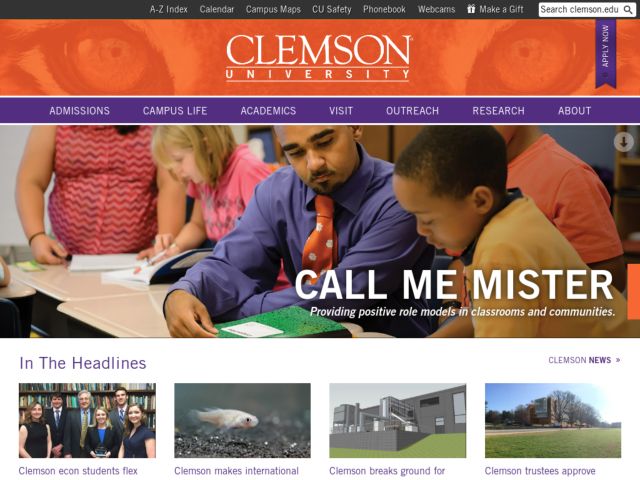 A-Z Index Calendar Campus Maps CU Safety Phonebook Webcams Make a Gift Search clemson.edu
CLEMSON
UNIVERSITY
APPLY NOW
ADMISSIONS CAMPUS LIFE ACADEMICS VISIT OUTREACH RESEARCH ABOUT
CALL ME MISTER
Providing positive role models in classrooms and communities.
In The Headlines
CLEMSON NEWS »
Clemson econ students flex
Clemson makes international
Clemson breaks ground for
Clemson trustees approve